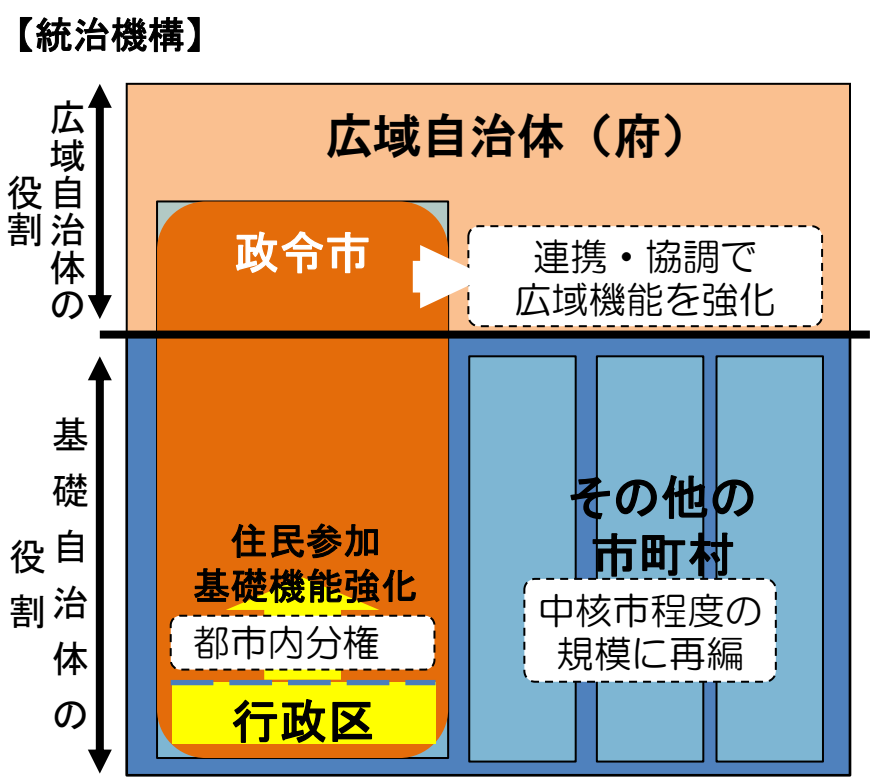 【統治機構】
広域自治体の
役割
広域自治体（府）
政令市
連携・協調で
広域機能を強化
基礎自治体の
役割
住民参加
基礎機能強化
都市内分権
行政区
その他の
市町村
中核市程度の
規模に再編